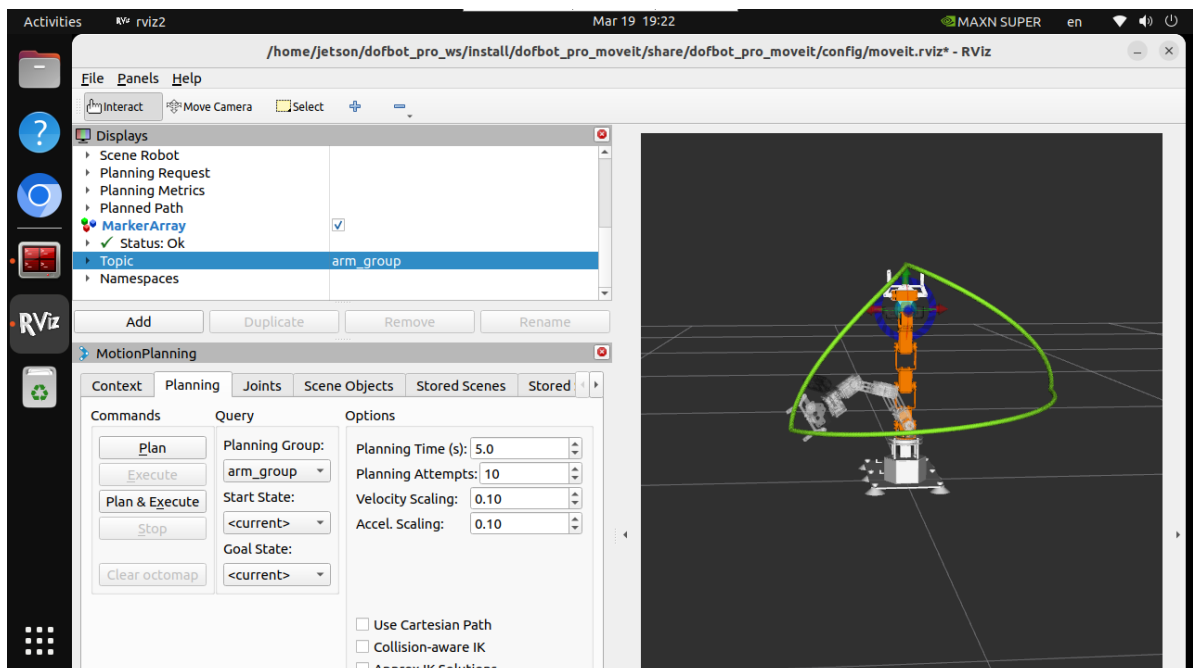 Activities RViz rviz2 Mar 19 19:22 MAXN SUPER en
/home/jetson/dofbot_pro_ws/install/dofbot_pro_moveit/share/dofbot_pro_moveit/config/moveit.rviz* - RViz
File Panels Help
Interact Move Camera Select
Displays
Scene Robot
Planning Request
Planning Metrics
Planned Path
MarkerArray
Status: Ok
Topic arm_group
Namespaces
RViz
Add Duplicate Remove Rename
MotionPlanning
Context Planning Joints Scene Objects Stored Scenes Stored
Commands Query Options
Plan Planning Group: Planning Time (s): 5.0
Execute arm_group Planning Attempts: 10
Plan & Execute Start State: Velocity Scaling: 0.10
Stop <current> Accel. Scaling: 0.10
Goal State:
Clear octomap <current>
Use Cartesian Path
Collision-aware IK
Approx IK Solutions